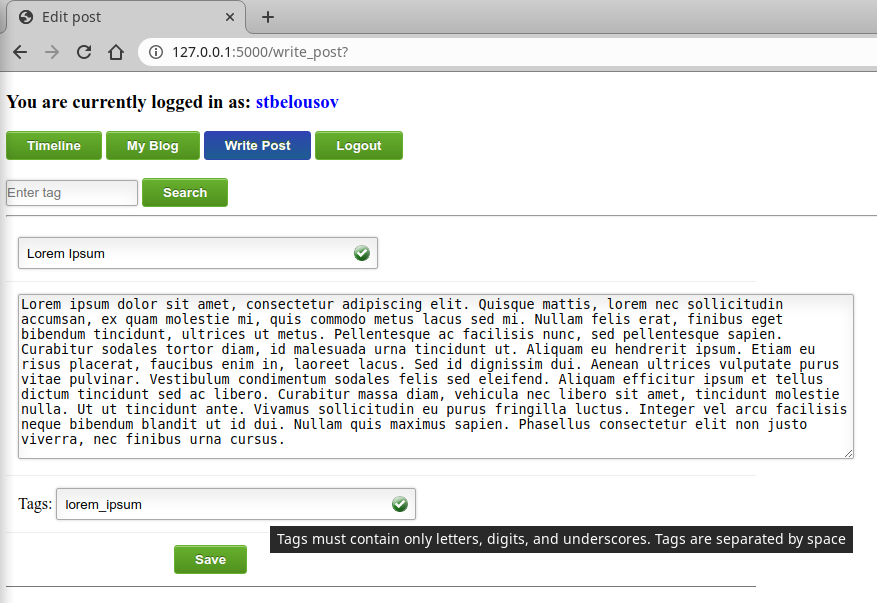 Edit post
127.0.0.1:5000/write_post?
You are currently logged in as: stbelousov
Timeline My Blog Write Post Logout
Enter tag Search
Lorem Ipsum
Lorem ipsum dolor sit amet, consectetur adipiscing elit. Quisque mattis, lorem nec sollicitudin
accumsan, ex quam molestie mi, quis commodo metus lacus sed mi. Nullam felis erat, finibus eget
bibendum tincidunt, ultrices ut metus. Pellentesque ac facilisis nunc, sed pellentesque sapien.
Curabitur sodales tortor diam, id malesuada urna tincidunt ut. Aliquam eu hendrerit ipsum. Etiam eu
risus placerat, faucibus enim in, laoreet lacus. Sed id dignissim dui. Aenean ultrices vulputate purus
vitae pulvinar. Vestibulum condimentum sodales felis sed eleifend. Aliquam efficitur ipsum et tellus
dictum tincidunt sed ac libero. Curabitur massa diam, vehicula nec libero sit amet, tincidunt molestie
nulla. Ut ut tincidunt ante. Vivamus sollicitudin eu purus fringilla luctus. Integer vel arcu facilisis
neque bibendum blandit ut id dui. Nullam quis maximus sapien. Phasellus consectetur elit non justo
viverra, nec finibus urna cursus.
Tags: lorem_ipsum
Tags must contain only letters, digits, and underscores. Tags are separated by space
Save